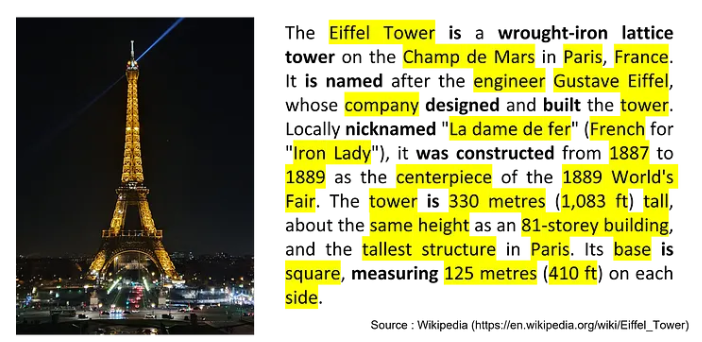 The Eiffel Tower is a wrought-iron lattice
tower on the Champ de Mars in Paris, France.
It is named after the engineer Gustave Eiffel,
whose company designed and built the tower.
Locally nicknamed "La dame de fer" (French for
"Iron Lady"), it was constructed from 1887 to
1889 as the centerpiece of the 1889 World's
Fair. The tower is 330 metres (1,083 ft) tall,
about the same height as an 81-storey building,
and the tallest structure in Paris. Its base is
square, measuring 125 metres (410 ft) on each
side.
Source : Wikipedia (https://en.wikipedia.org/wiki/Eiffel_Tower)